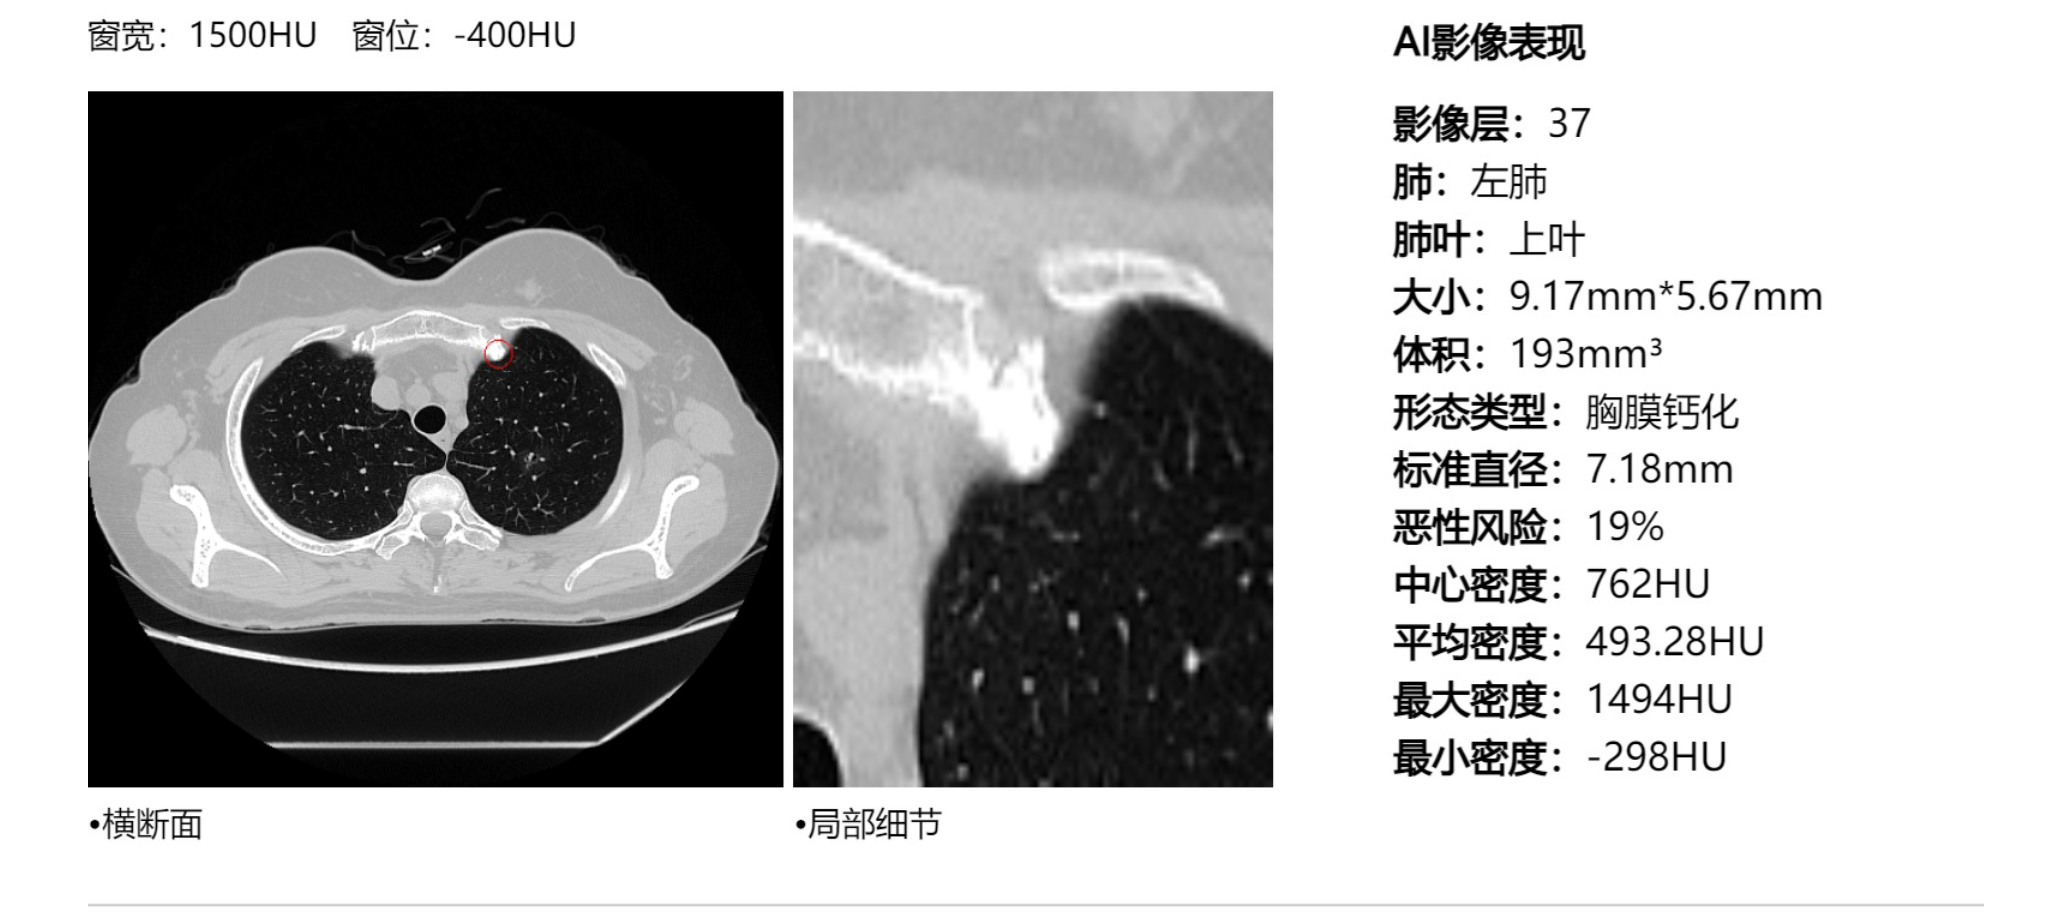 窗宽：1500HU 窗位：-400HU
AI影像表现
影像层：37
肺：左肺
肺叶：上叶
大小：9.17mm*5.67mm
体积：193mm³
形态类型：胸膜钙化
标准直径：7.18mm
恶性风险：19%
中心密度：762HU
平均密度：493.28HU
最大密度：1494HU
最小密度：-298HU
•横断面
•局部细节